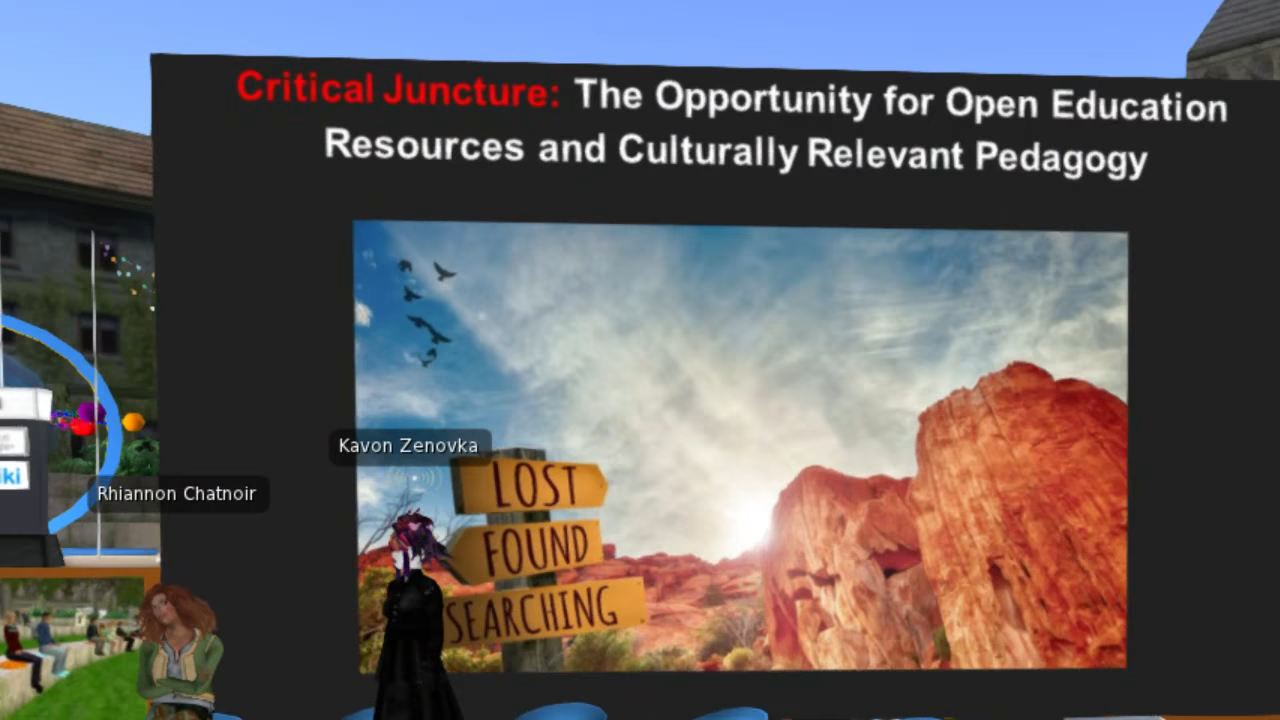 Critical Juncture: The Opportunity for Open Education
Resources and Culturally Relevant Pedagogy
Kavon Zenovka
LOST
Rhiannon Chatnoir
FOUND
SEARCHING
iki